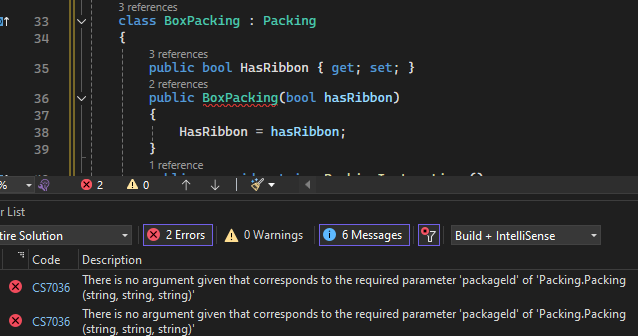 3 references
33 class BoxPacking : Packing
34 {
3 references
35 public bool HasRibbon { get; set; }
2 references
36 public BoxPacking(bool hasRibbon)
37 {
38 HasRibbon = hasRibbon;
39 }
1 reference
% 2 0
er List
tire Solution 2 Errors 0 Warnings 6 Messages Build + IntelliSense
Code Description
CS7036 There is no argument given that corresponds to the required parameter 'packageId' of 'Packing.Packing
(string, string, string)'
CS7036 There is no argument given that corresponds to the required parameter 'packageId' of 'Packing.Packing
(string, string, string)'